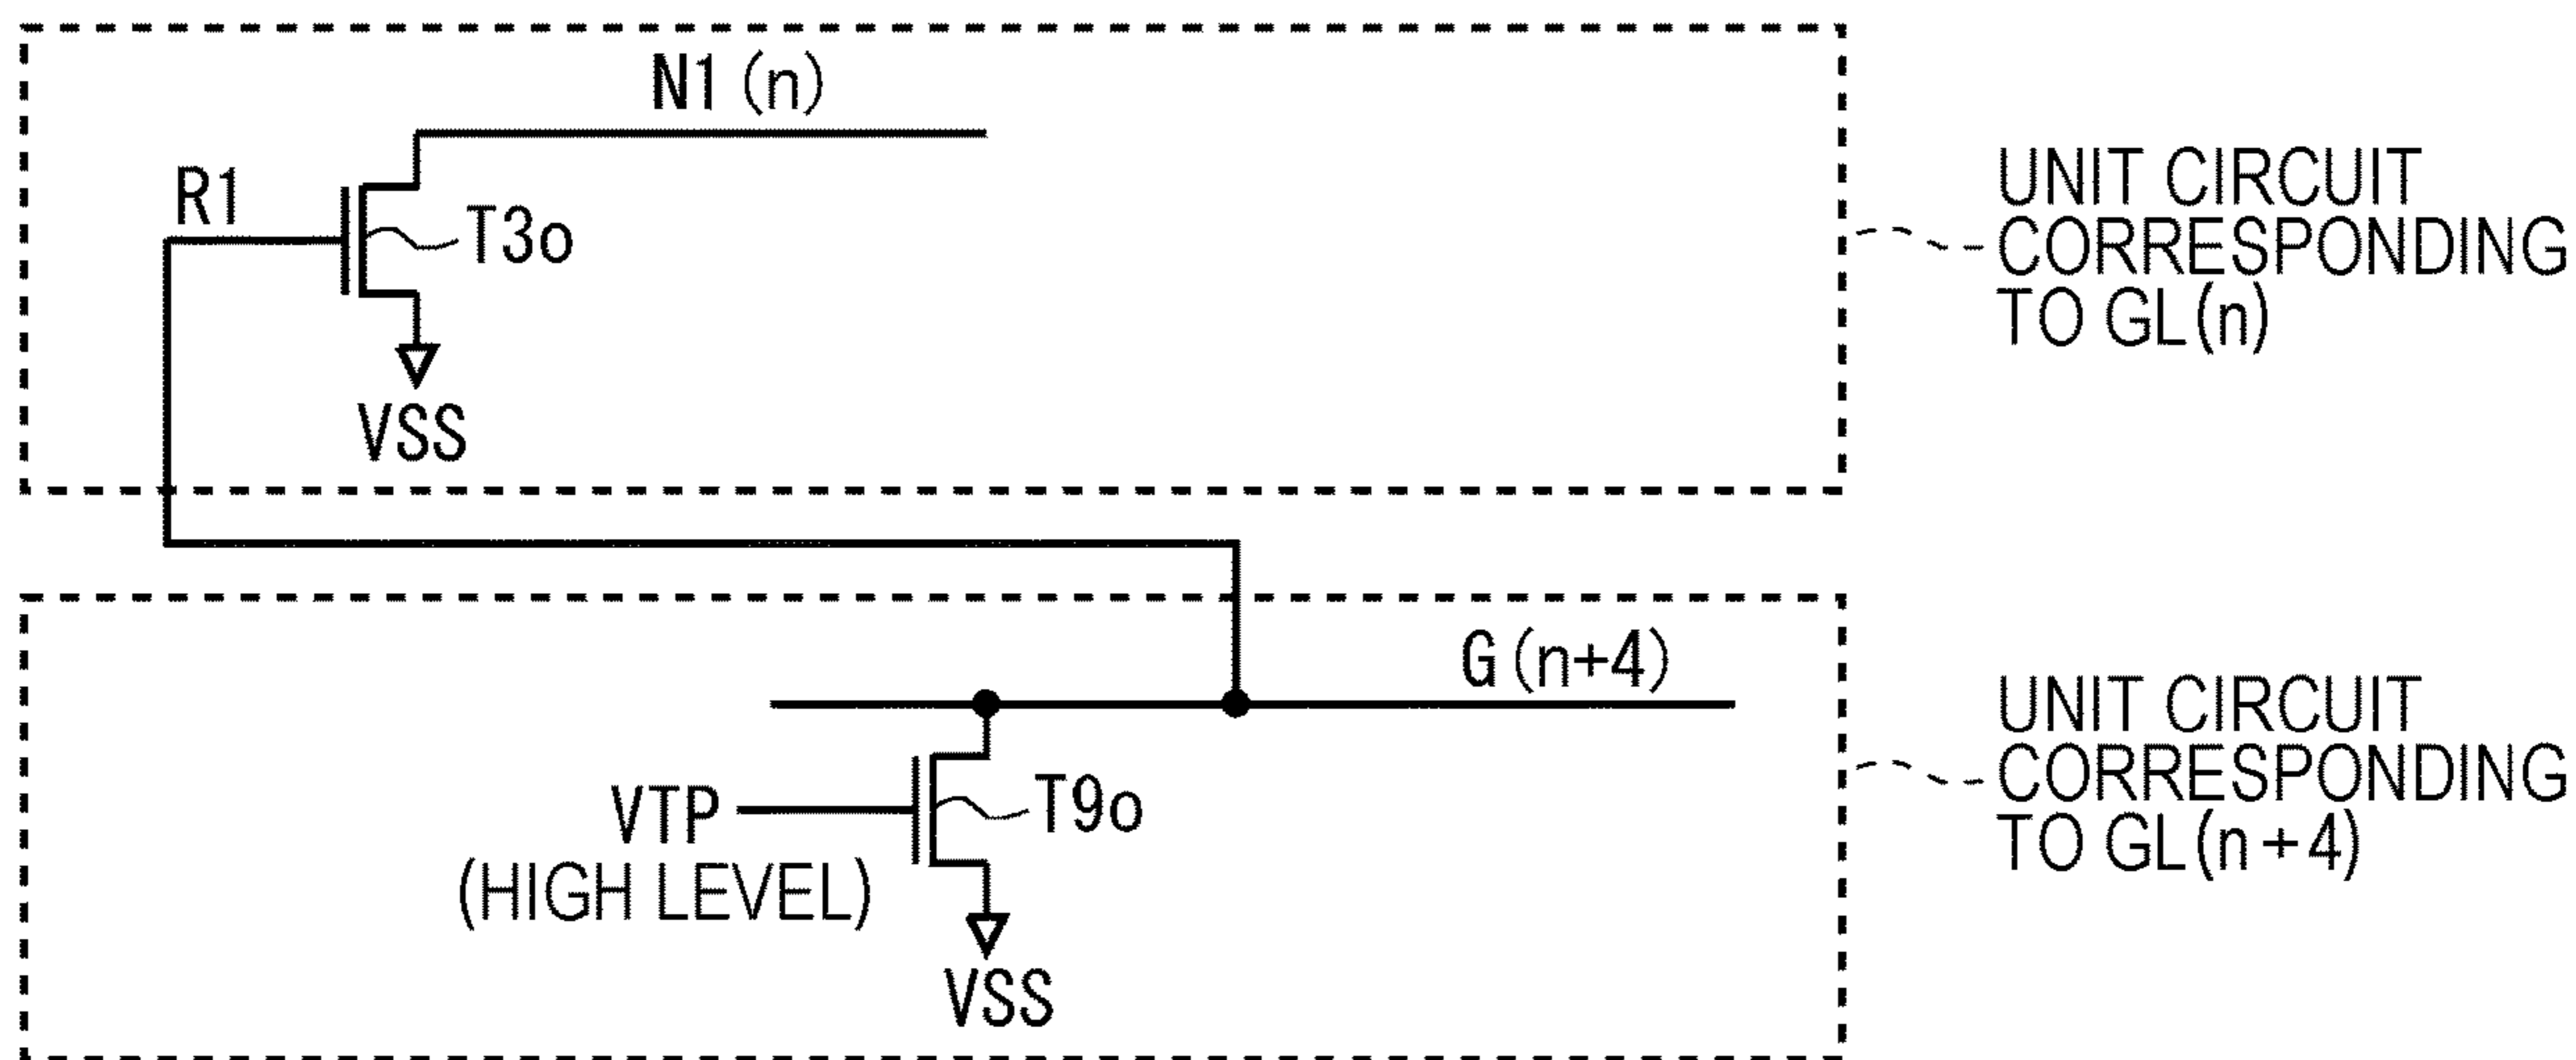 N1(n)
R1
T3o
VSS
UNIT CIRCUIT
CORRESPONDING
TO GL(n)
G(n+4)
VTP
(HIGH LEVEL)
T9o
VSS
UNIT CIRCUIT
CORRESPONDING
TO GL(n+4)